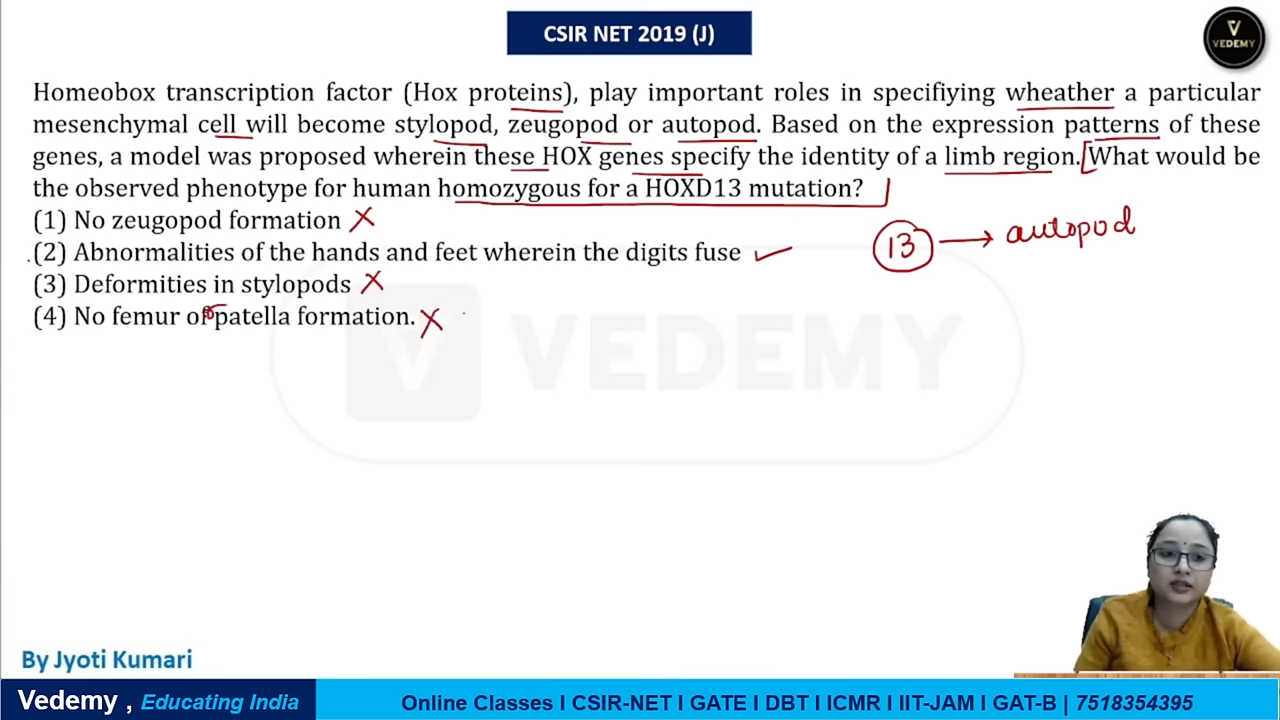 CSIR NET 2019 (J)
VEDEMY
Homeobox transcription factor (Hox proteins), play important roles in specifiying wheather a particular
mesenchymal cell will become stylopod, zeugopod or autopod. Based on the expression patterns of these
genes, a model was proposed wherein these HOX genes specify the identity of a limb region. What would be
the observed phenotype for human homozygous for a HOXD13 mutation?
(1) No zeugopod formation
(2) Abnormalities of the hands and feet wherein the digits fuse
(3) Deformities in stylopods
(4) No femur or patella formation.
13 → autopod
VEDEMY
By Jyoti Kumari
Vedemy , Educating India
Online Classes I CSIR-NET I GATE I DBT I ICMR I IIT-JAM I GAT-B | 7518354395